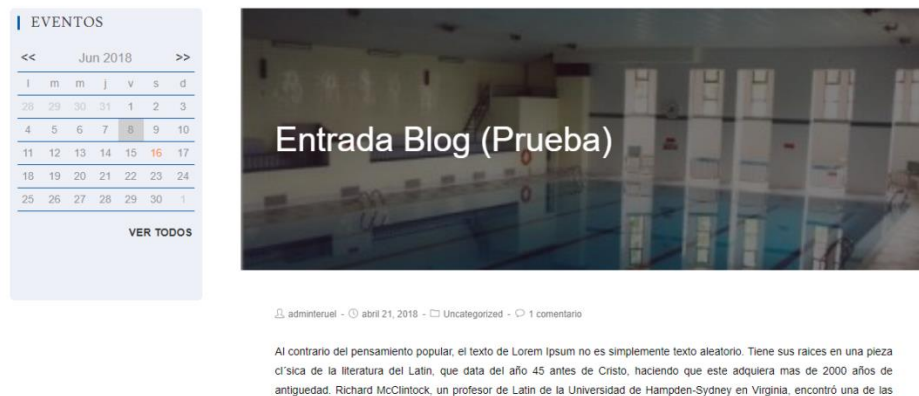 EVENTOS
<< Jun 2018 >>
l m m j v s d
28 29 30 31 1 2 3
4 5 6 7 8 9 10
11 12 13 14 15 16 17
18 19 20 21 22 23 24
25 26 27 28 29 30 1
VER TODOS
Entrada Blog (Prueba)
adminteruel - abril 21, 2018 - Uncategorized - 1 comentario
Al contrario del pensamiento popular, el texto de Lorem Ipsum no es simplemente texto aleatorio. Tiene sus raices en una pieza
cl´sica de la literatura del Latin, que data del año 45 antes de Cristo, haciendo que este adquiera mas de 2000 años de
antiguedad. Richard McClintock, un profesor de Latin de la Universidad de Hampden-Sydney en Virginia, encontró una de las